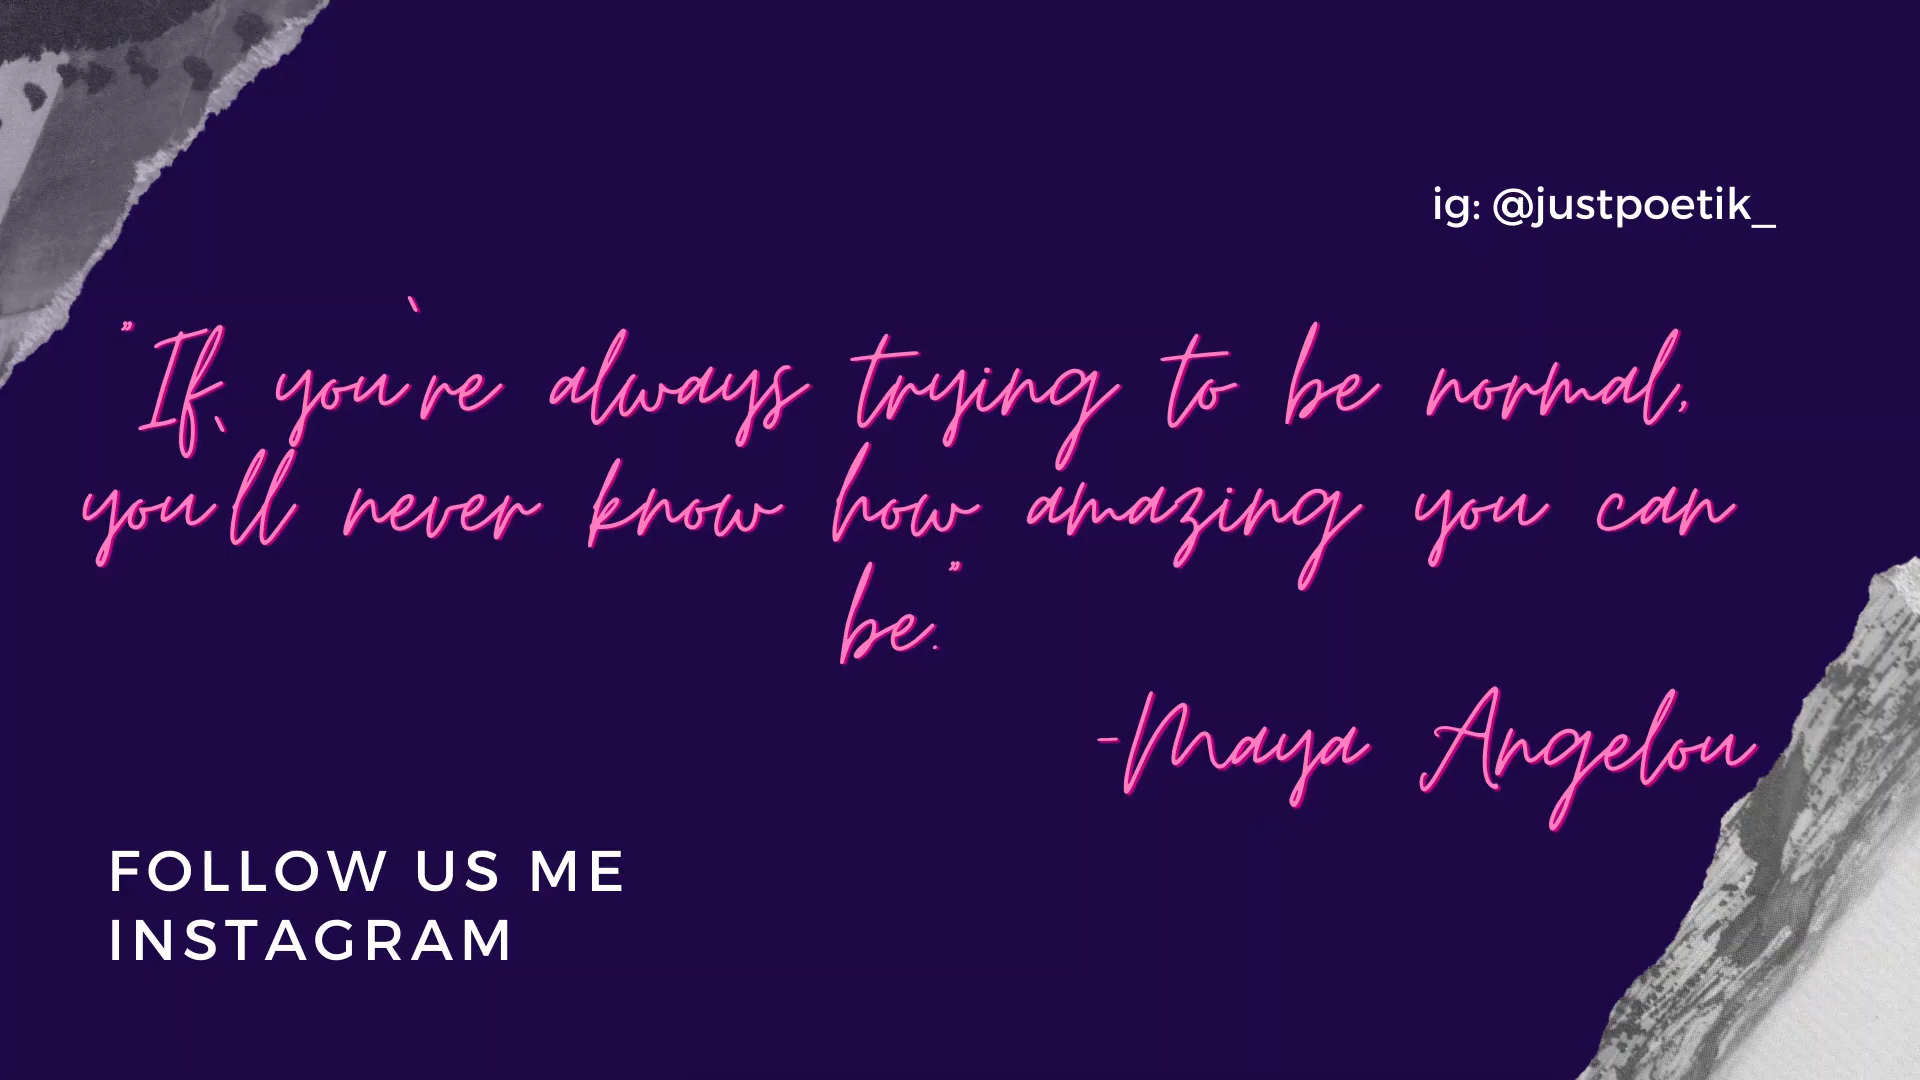 ig: @justpoetik_
"If you`re always trying to be normal,
you`ll never know how amazing you can
be."
-Maya Angelou
FOLLOW US ME
INSTAGRAM